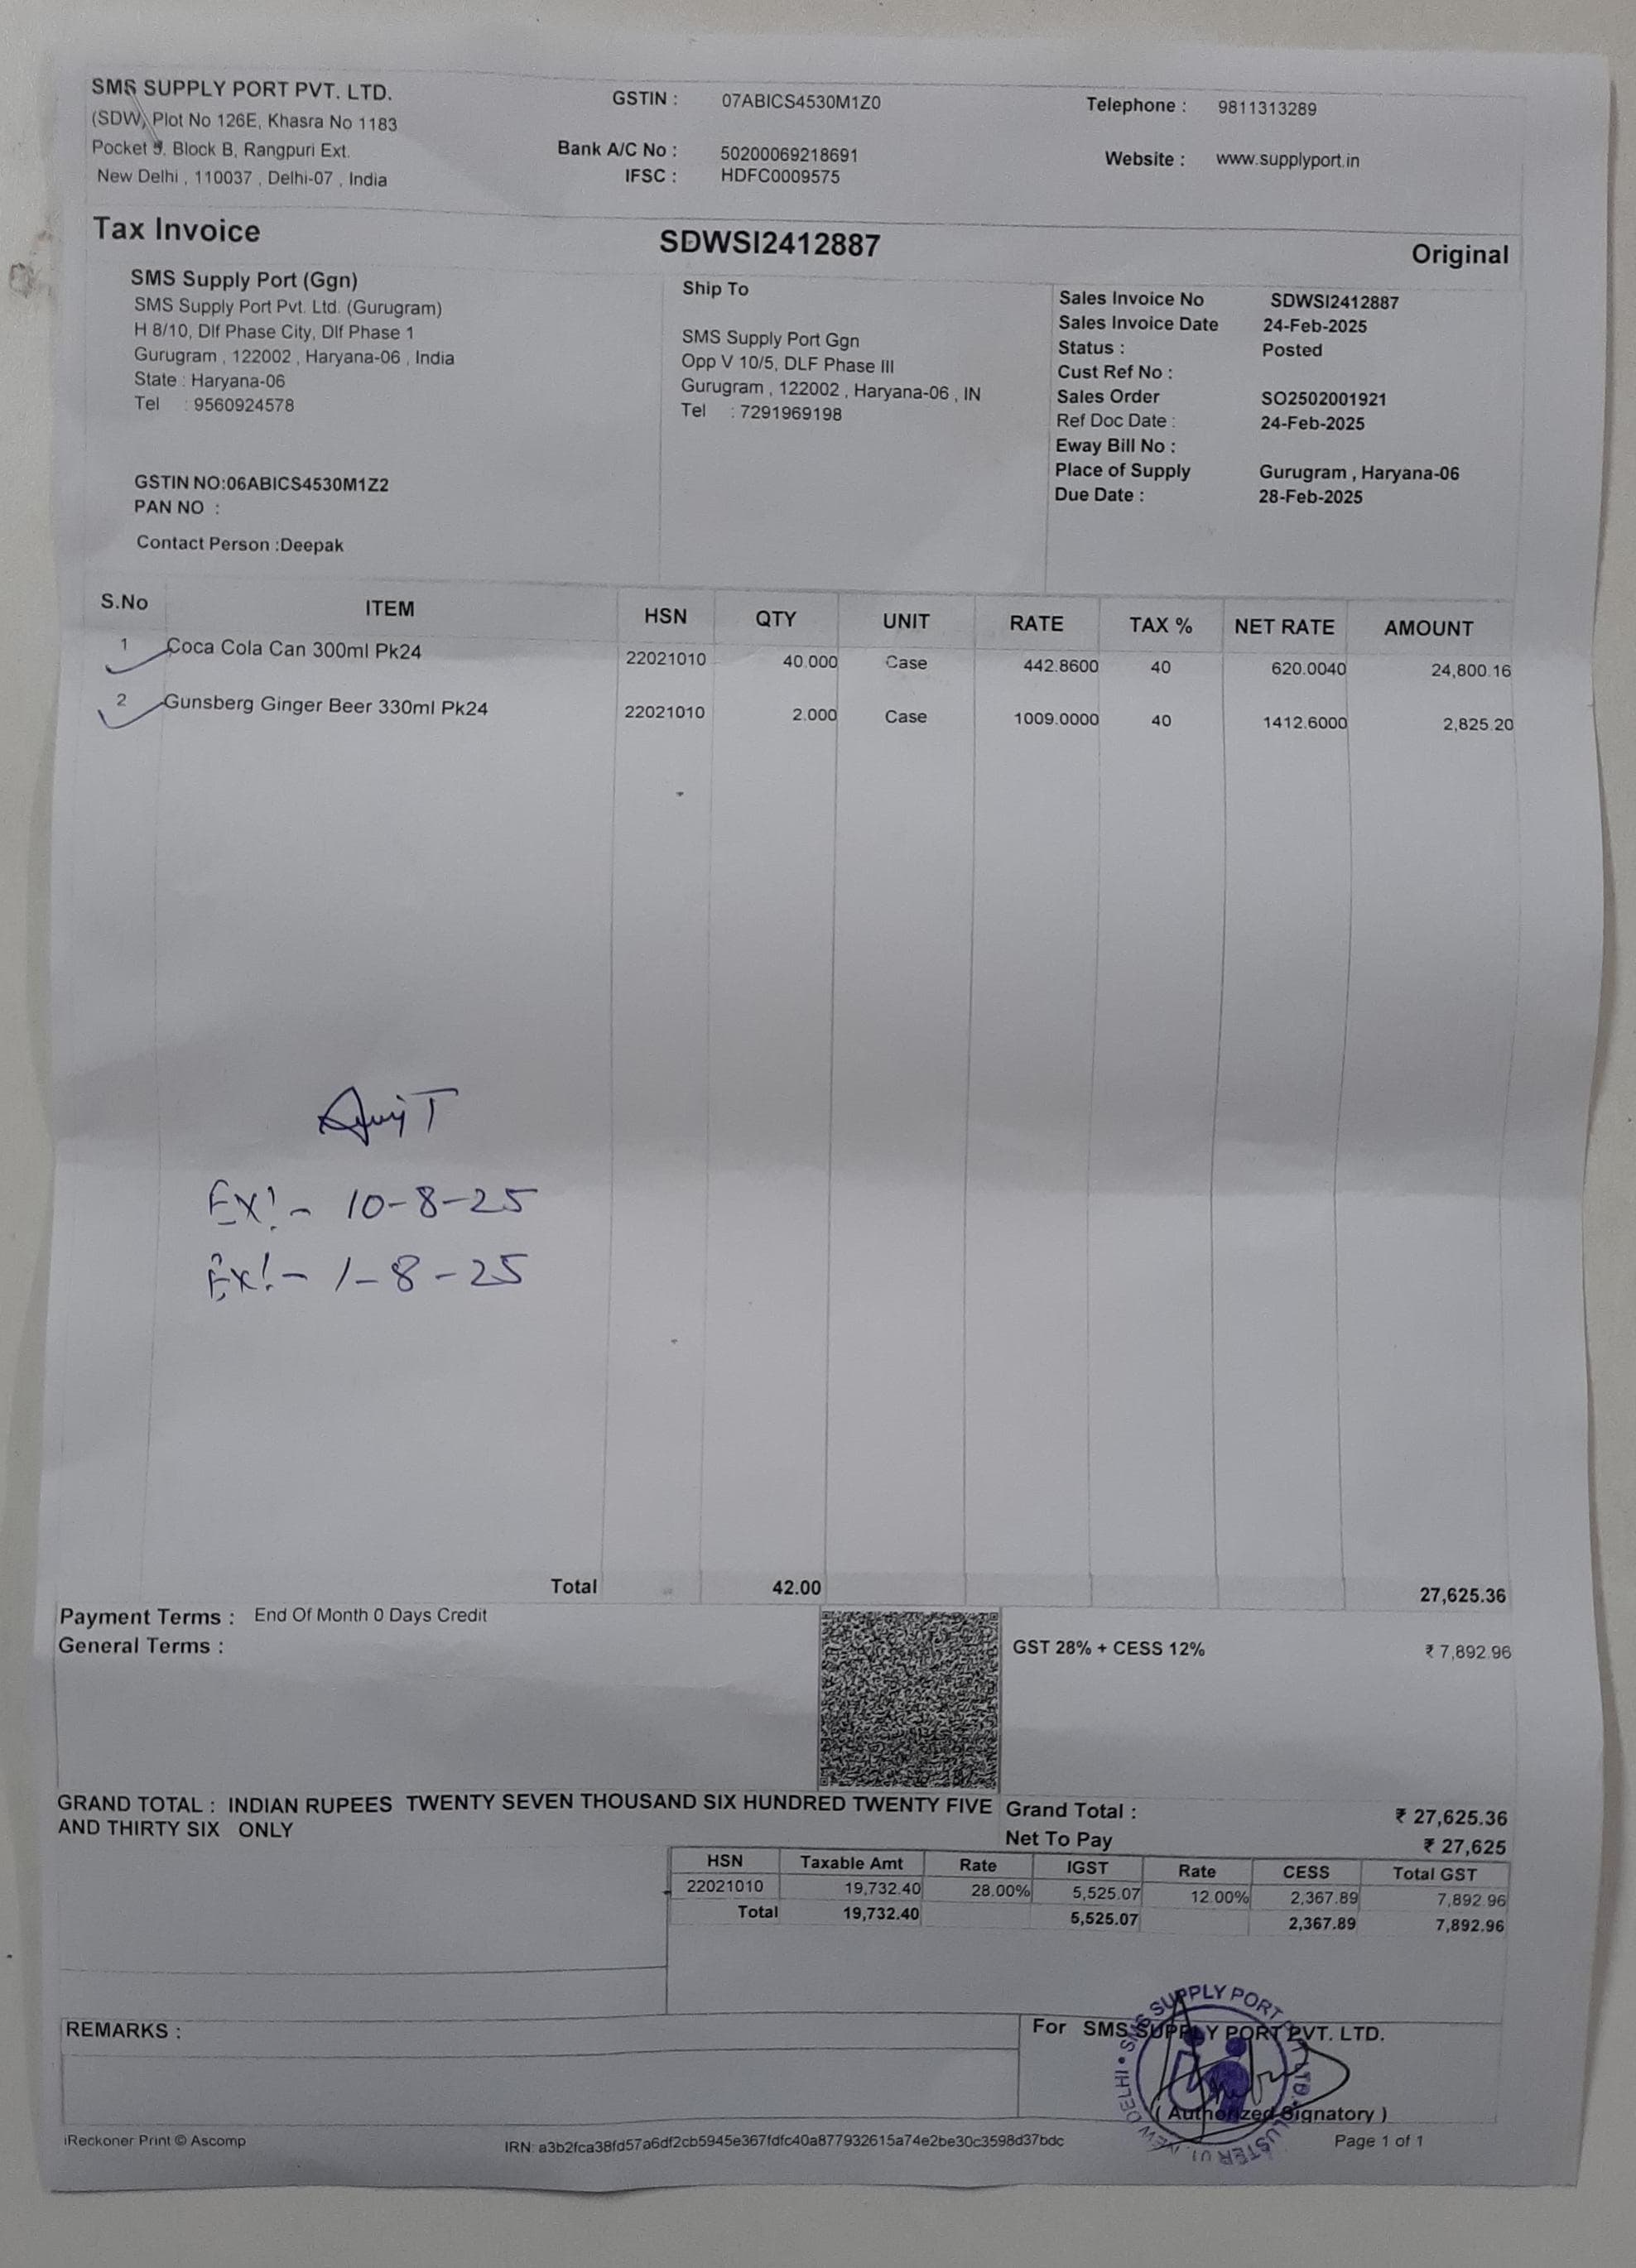 SMS SUPPLY PORT PVT. LTD.
(SDW) Plot No 126E, Khasra No 1183
Pocket 5. Block B, Rangpuri Ext.
New Delhi , 110037 , Delhi-07 , India
GSTIN : 07ABICS4530M1Z0
Bank A/C No : 50200069218691
IFSC : HDFC0009575
Telephone : 9811313289
Website : www.supplyport.in
Tax Invoice
SDWSI2412887
Original
SMS Supply Port (Ggn)
SMS Supply Port Pvt. Ltd. (Gurugram)
H 8/10, Dlf Phase City, Dlf Phase 1
Gurugram , 122002 , Haryana-06 , India
State : Haryana-06
Tel : 9560924578
GSTIN NO:06ABICS4530M1Z2
PAN NO :
Contact Person :Deepak
Ship To
SMS Supply Port Ggn
Opp V 10/5, DLF Phase III
Gurugram , 122002 , Haryana-06 , IN
Tel : 7291969198
Sales Invoice No SDWSI2412887
Sales Invoice Date 24-Feb-2025
Status : Posted
Cust Ref No :
Sales Order SO2502001921
Ref Doc Date : 24-Feb-2025
Eway Bill No :
Place of Supply Gurugram , Haryana-06
Due Date : 28-Feb-2025
S.No ITEM HSN QTY UNIT RATE TAX % NET RATE AMOUNT
1 Coca Cola Can 300ml Pk24 22021010 40.000 Case 442.8600 40 620.0040 24,800.16
2 Gunsberg Ginger Beer 330ml Pk24 22021010 2.000 Case 1009.0000 40 1412.6000 2,825.20
Ex!- 10-8-25
Ex!- 1-8-25
Total 42.00 27,625.36
Payment Terms : End Of Month 0 Days Credit
General Terms :
GST 28% + CESS 12% ₹ 7,892.96
GRAND TOTAL : INDIAN RUPEES TWENTY SEVEN THOUSAND SIX HUNDRED TWENTY FIVE
AND THIRTY SIX ONLY
Grand Total : ₹ 27,625.36
Net To Pay ₹ 27,625
HSN Taxable Amt Rate IGST Rate CESS Total GST
22021010 19,732.40 28.00% 5,525.07 12.00% 2,367.89 7,892.96
Total 19,732.40 5,525.07 2,367.89 7,892.96
REMARKS :
For SMS SUPPLY PORT PVT. LTD.
SMS SUPPLY PORT
LTD.
NEW DELHI
( Authorized Signatory )
iReckoner Print © Ascomp
IRN: a3b2fca38fd57a6df2cb5945e367fdfc40a877932615a74e2be30c3598d37bdc
Page 1 of 1